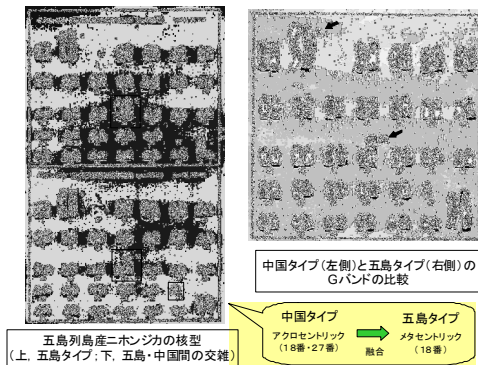 五島列島産ニホンジカの核型
(上, 五島タイプ;下, 五島・中国間の交雑)
中国タイプ(左側)と五島タイプ(右側)の
Gバンドの比較
中国タイプ
アクロセントリック
(18番・27番)
融合
五島タイプ
メタセントリック
(18番)